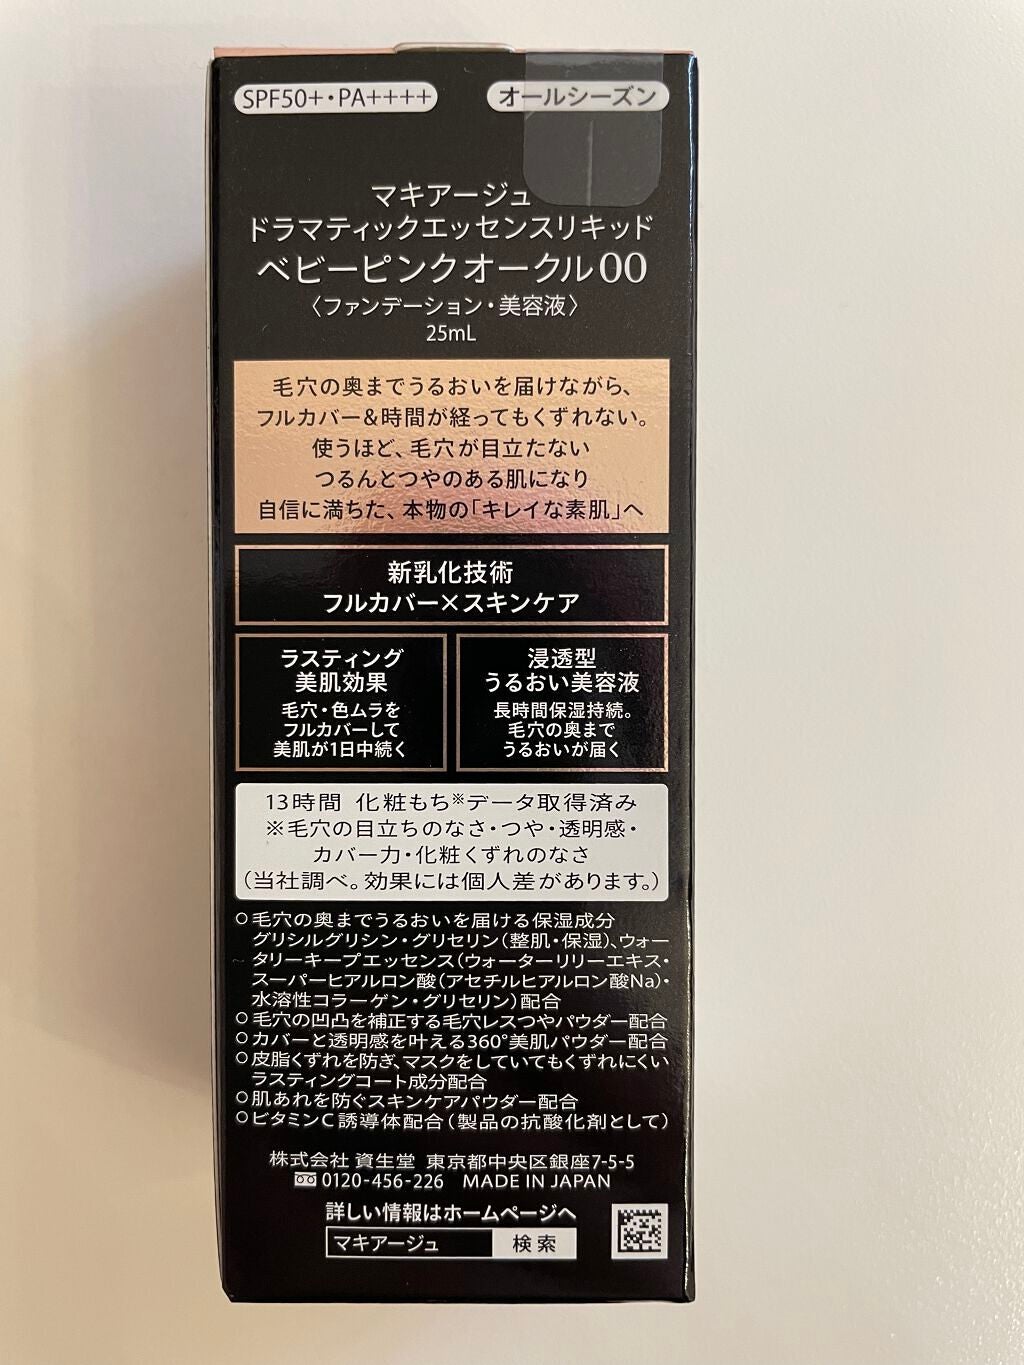 SPF50+・PA++++
オールシーズン
マキアージュ
ドラマティックエッセンスリキッド
ベビーピンクオークル00
〈ファンデーション・美容液〉
25mL
毛穴の奥までうるおいを届けながら、
フルカバー&時間が経ってもくずれない。
使うほど、毛穴が目立たない
つるんとつやのある肌になり
自信に満ちた、本物の「キレイな素肌」へ
新乳化技術
フルカバー×スキンケア
ラスティング
美肌効果
毛穴・色ムラを
フルカバーして
美肌が1日中続く
浸透型
うるおい美容液
長時間保湿持続。
毛穴の奥まで
うるおいが届く
13時間 化粧もち※データ取得済み
※毛穴の目立ちのなさ・つや・透明感・
カバー力・化粧くずれのなさ
(当社調べ。効果には個人差があります。)
○毛穴の奥までうるおいを届ける保湿成分
グリシルグリシン・グリセリン(整肌・保湿)、ウォー
タリーキープエッセンス(ウォーターリリーエキス・
スーパーヒアルロン酸(アセチルヒアルロン酸Na)・
水溶性コラーゲン・グリセリン)配合
○毛穴の凹凸を補正する毛穴レスつやパウダー配合
○カバーと透明感を叶える360°美肌パウダー配合
○皮脂くずれを防ぎ、マスクをしていてもくずれにくい
ラスティングコート成分配合
○肌あれを防ぐスキンケアパウダー配合
○ビタミンC誘導体配合(製品の抗酸化剤として)
株式会社 資生堂 東京都中央区銀座7-5-5
0120-456-226 MADE IN JAPAN
詳しい情報はホームページへ
マキアージュ 検索